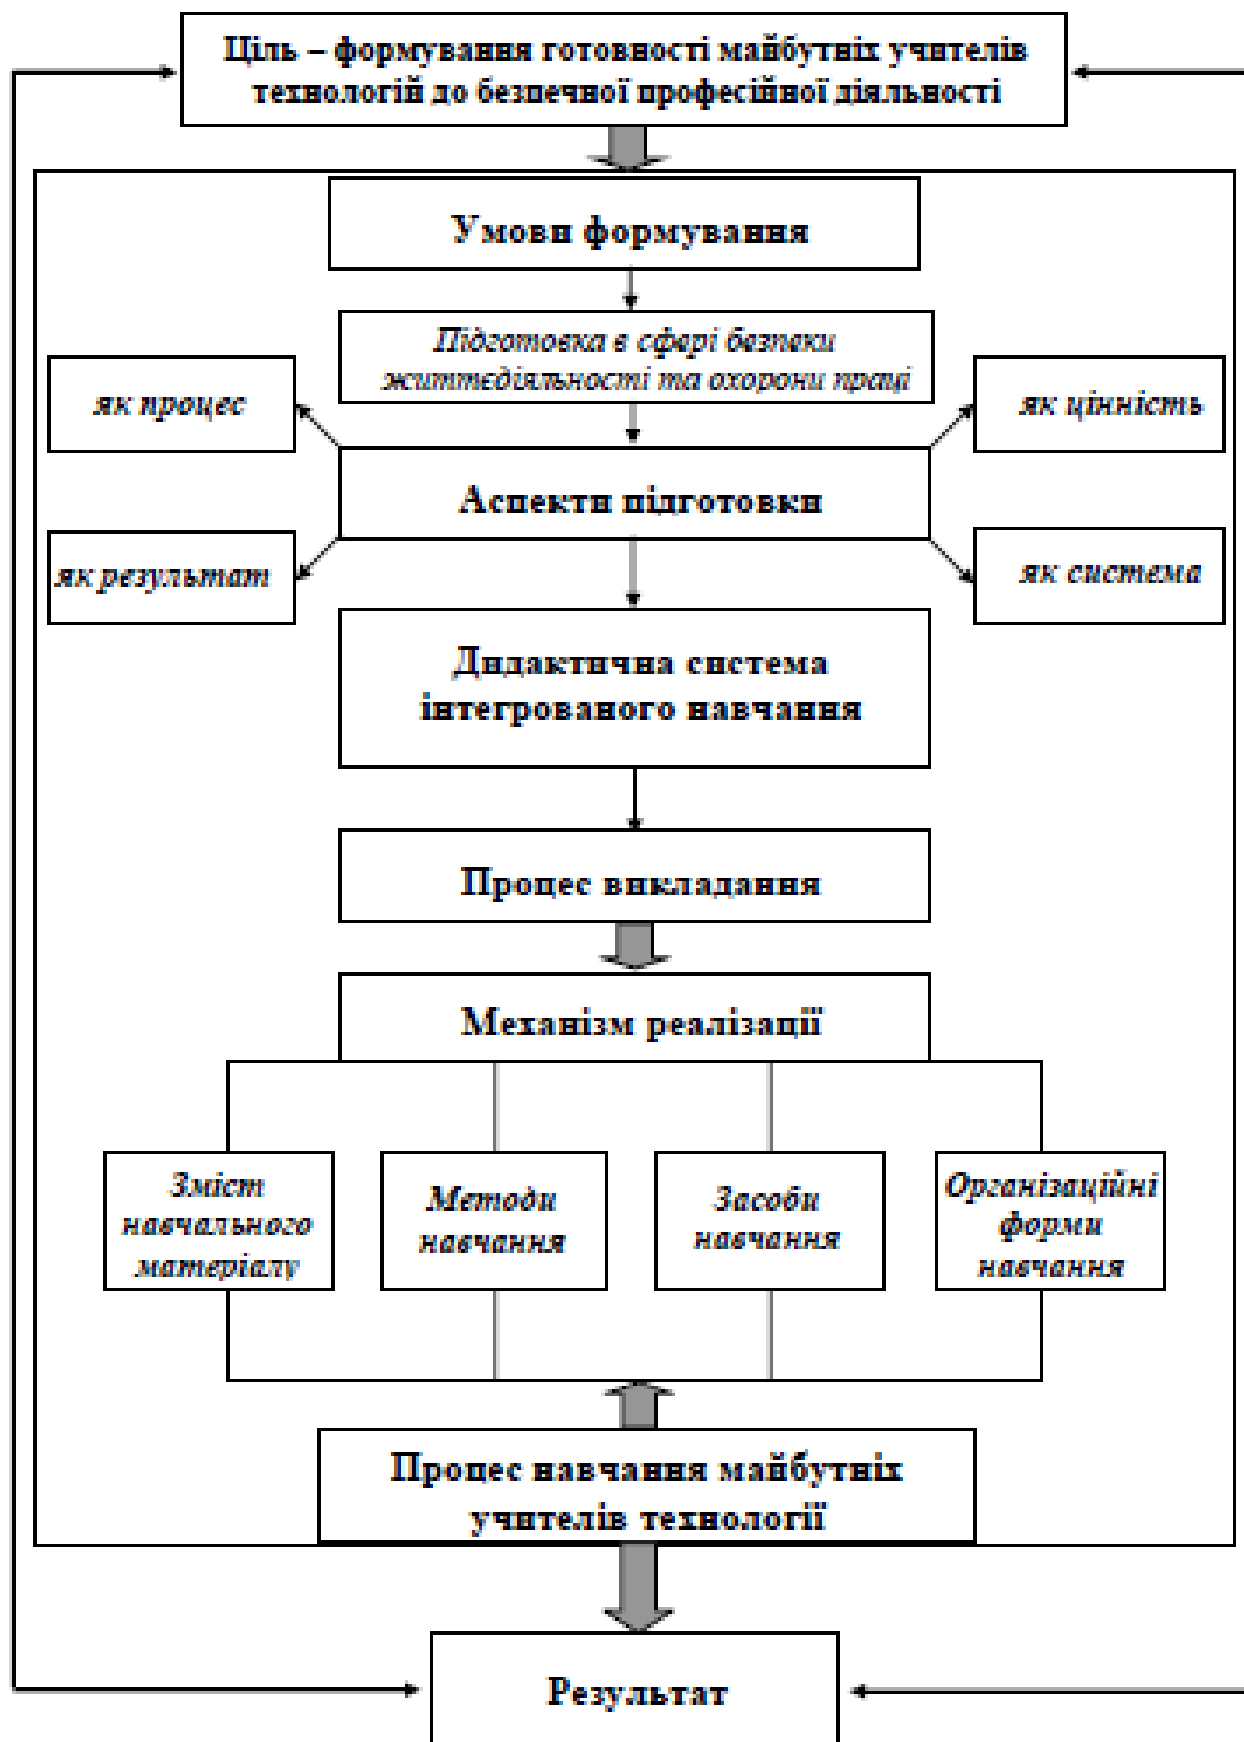 Ціль – формування готовності майбутніх учителів
технологій до безпечної професійної діяльності
Умови формування
Підготовка в сфері безпеки
життєдіяльності та охорони праці
як процес
як цінність
Аспекти підготовки
як результат
як система
Дидактична система
інтегрованого навчання
Процес викладання
Механізм реалізації
Зміст
навчального
матеріалу
Методи
навчання
Засоби
навчання
Організаційні
форми
навчання
Процес навчання майбутніх
учителів технології
Результат